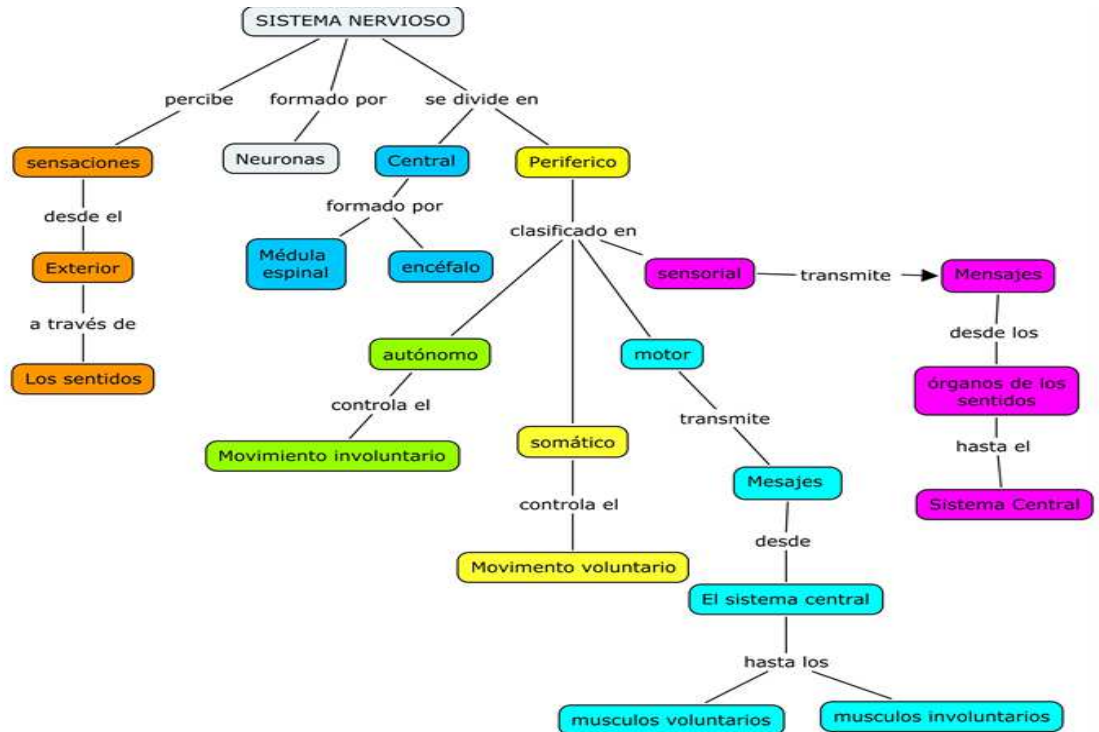 SISTEMA NERVIOSO
percibe
formado por
se divide en
sensaciones
Neuronas
Central
Periferico
desde el
formado por
clasificado en
Exterior
Médula
espinal
encéfalo
sensorial
transmite
Mensajes
a través de
desde los
Los sentidos
autónomo
motor
órganos de los
sentidos
controla el
transmite
hasta el
Movimiento involuntario
somático
Mesajes
Sistema Central
controla el
desde
Movimento voluntario
El sistema central
hasta los
musculos voluntarios
musculos involuntarios